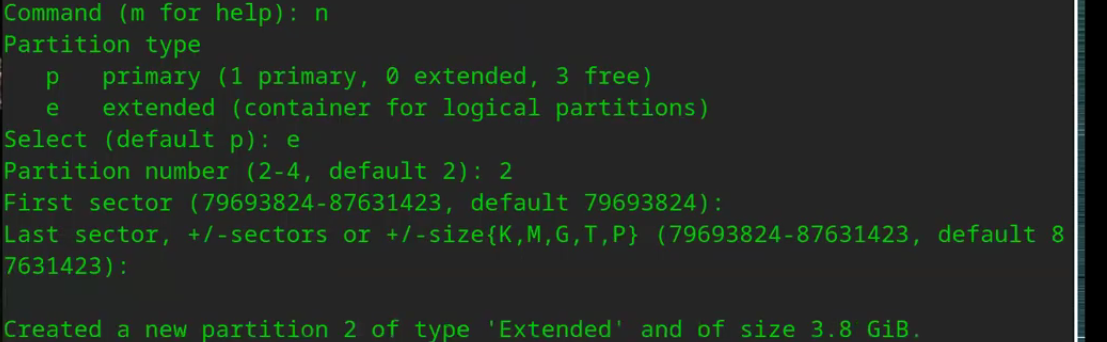 Command (m for help): n
Partition type
   p   primary (1 primary, 0 extended, 3 free)
   e   extended (container for logical partitions)
Select (default p): e
Partition number (2-4, default 2): 2
First sector (79693824-87631423, default 79693824):
Last sector, +/-sectors or +/-size{K,M,G,T,P} (79693824-87631423, default 8
7631423):

Created a new partition 2 of type 'Extended' and of size 3.8 GiB.